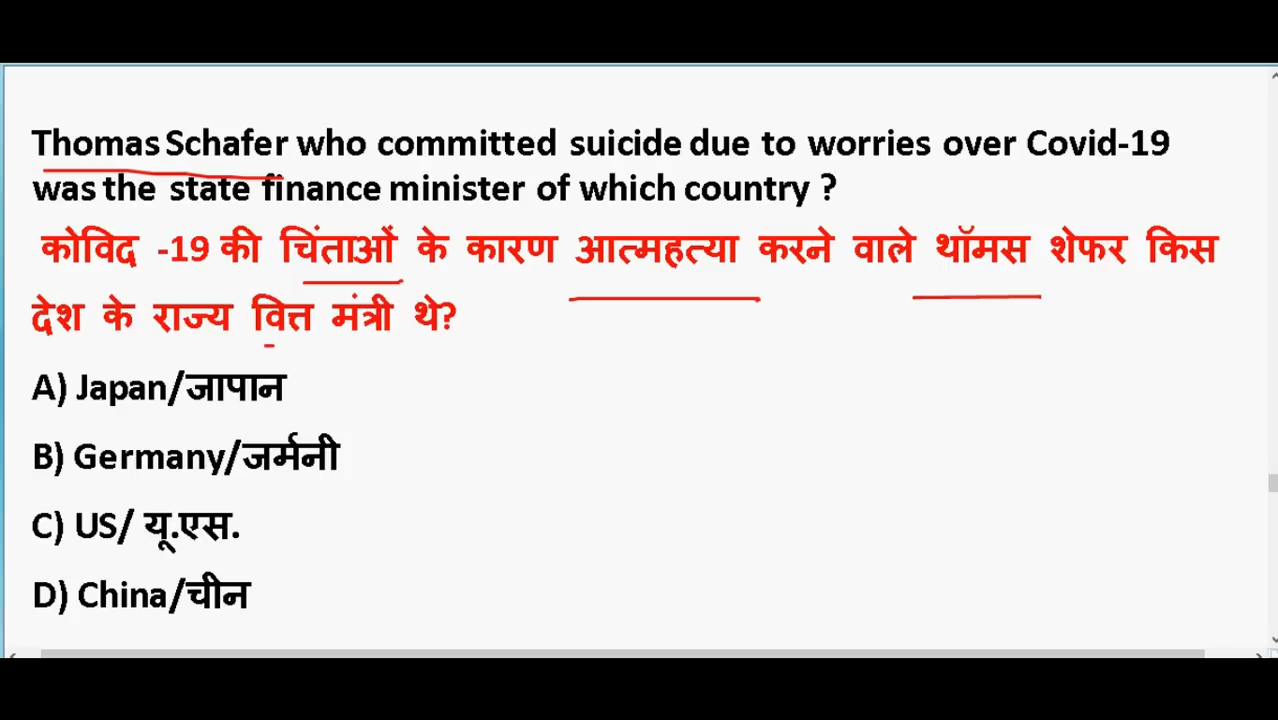 Thomas Schafer who committed suicide due to worries over Covid-19
was the state finance minister of which country ?
कोविद -19 की चिंताओं के कारण आत्महत्या करने वाले थॉमस शेफर किस
देश के राज्य वित्त मंत्री थे?
A) Japan/जापान
B) Germany/जर्मनी
C) US/ यू.एस.
D) China/चीन